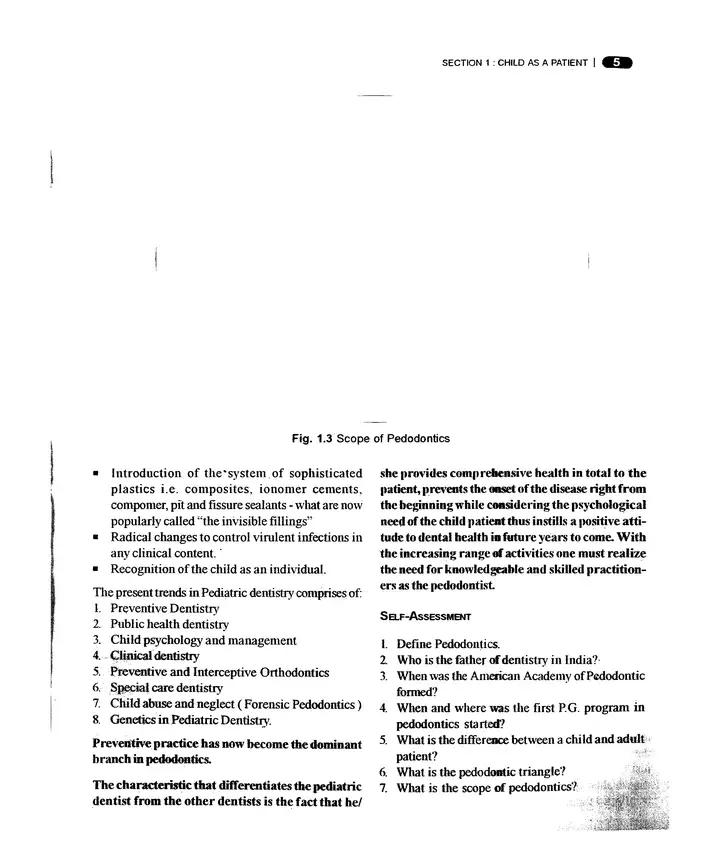 SECTION 1 : CHILD AS A PATIENT | 5
Fig. 1.3 Scope of Pedodontics
▪ Introduction of the system of sophisticated
plastics i.e. composites, ionomer cements,
compomer, pit and fissure sealants - what are now
popularly called “the invisible fillings”
▪ Radical changes to control virulent infections in
any clinical content.
▪ Recognition of the child as an individual.
The present trends in Pediatric dentistry comprises of:
1. Preventive Dentistry
2. Public health dentistry
3. Child psychology and management
4. Clinical dentistry
5. Preventive and Interceptive Orthodontics
6. Special care dentistry
7. Child abuse and neglect ( Forensic Pedodontics )
8. Genetics in Pediatric Dentistry.
Preventive practice has now become the dominant
branch in pedodontics.
The characteristic that differentiates the pediatric
dentist from the other dentists is the fact that he/
she provides comprehensive health in total to the
patient, prevents the onset of the disease right from
the beginning while considering the psychological
need of the child patient thus instills a positive atti-
tude to dental health in future years to come. With
the increasing range of activities one must realize
the need for knowledgeable and skilled practition-
ers as the pedodontist.
SELF-ASSESSMENT
1. Define Pedodontics.
2. Who is the father of dentistry in India?
3. When was the American Academy of Pedodontic
formed?
4. When and where was the first P.G. program in
pedodontics started?
5. What is the difference between a child and adult
patient?
6. What is the pedodontic triangle?
7. What is the scope of pedodontics?